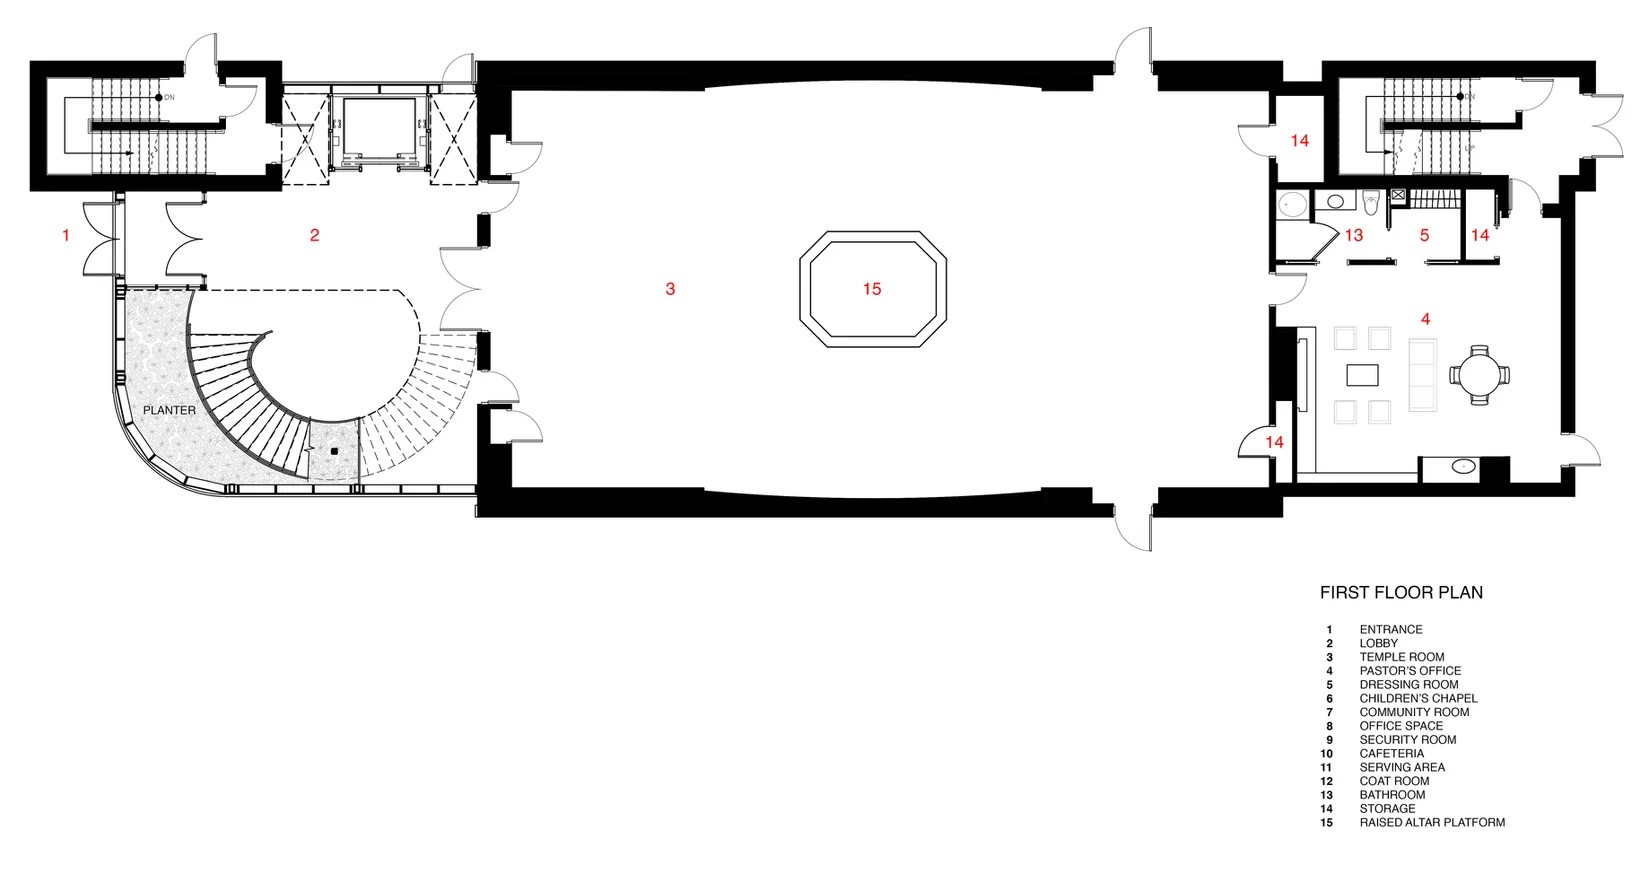 DN
DN
UP
14
1
2
13
5
14
3
15
4
PLANTER
14
FIRST FLOOR PLAN
1 ENTRANCE
2 LOBBY
3 TEMPLE ROOM
4 PASTOR'S OFFICE
5 DRESSING ROOM
6 CHILDREN'S CHAPEL
7 COMMUNITY ROOM
8 OFFICE SPACE
9 SECURITY ROOM
10 CAFETERIA
11 SERVING AREA
12 COAT ROOM
13 BATHROOM
14 STORAGE
15 RAISED ALTAR PLATFORM